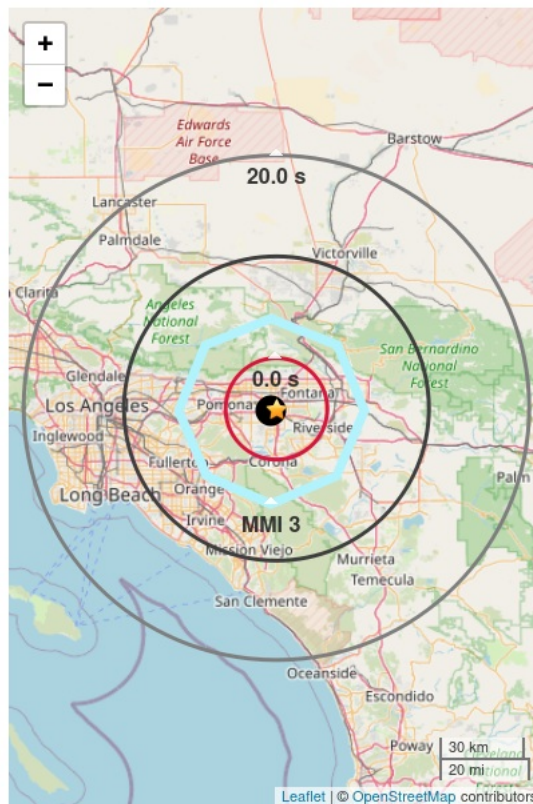 +
−
Edwards
Air Force
Base
Barstow
20.0 s
Lancaster
Palmdale
Victorville
Clarita
Angeles
National
Forest
San Bernardino
National
Forest
Glendale
0.0 s
Fontana
Los Angeles
Pomona
Inglewood
Riverside
Fullerton
Corona
Palm
Long Beach
Orange
Irvine
MMI 3
Mission Viejo
Murrieta
Temecula
San Clemente
Oceanside
Escondido
Poway
30 km
20 mi
Cleveland
National
Leaflet | © OpenStreetMap contributors